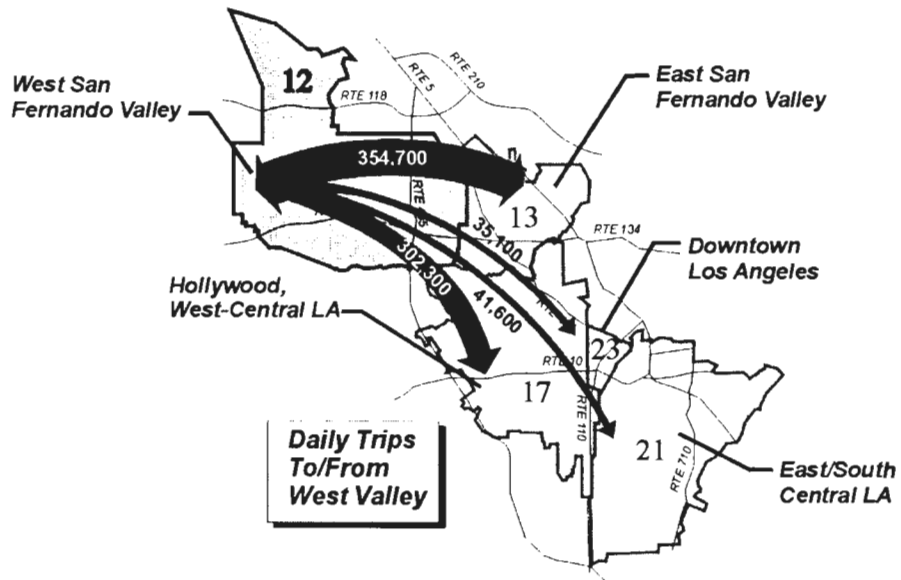 12
West San
Fernando Valley
RTE 118
RTE 5
RTE 210
East San
Fernando Valley
354,700
13
35,100
RTE 134
302,300
41,600
Downtown
Los Angeles
Hollywood,
West-Central LA
RTE
23
RTE 10
17
RTE 110
21
RTE 710
Daily Trips
To/From
West Valley
East/South
Central LA